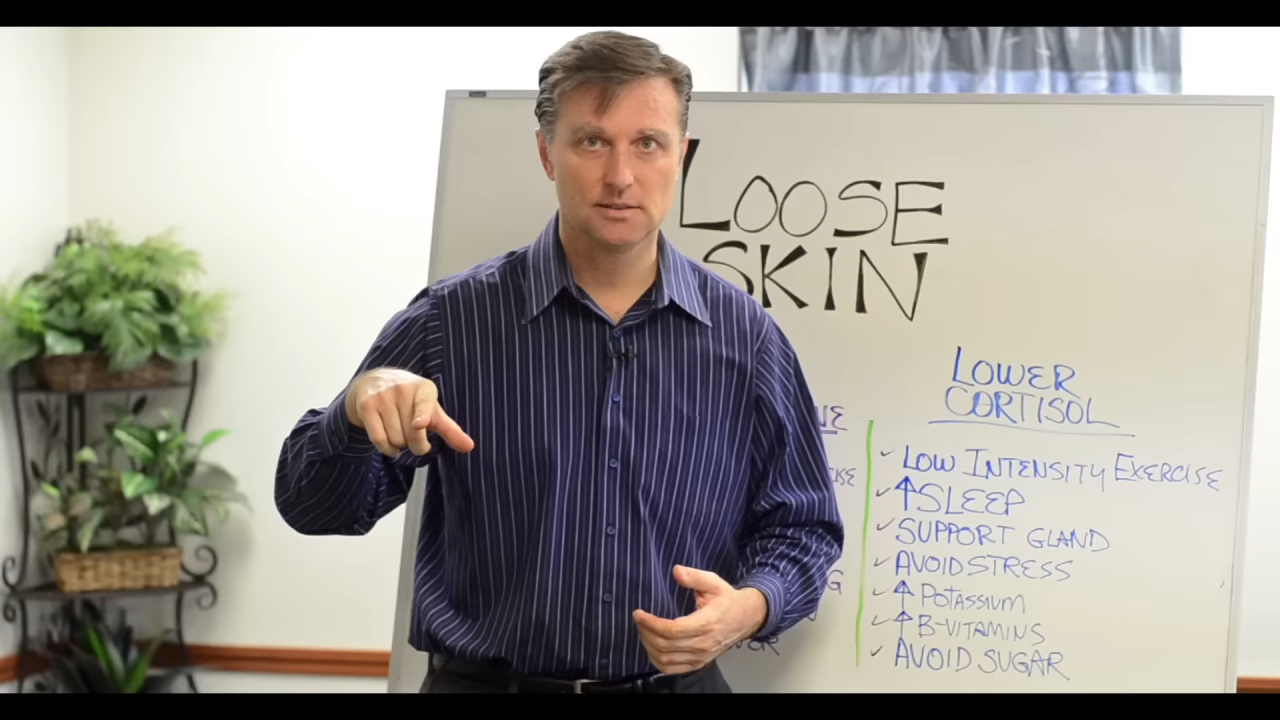 LOOSE
SKIN
LOWER
CORTISOL
LOW INTENSITY EXERCISE
↑ SLEEP
SUPPORT GLAND
AVOID STRESS
↑ POTASSIUM
↑ B-VITAMINS
AVOID SUGAR